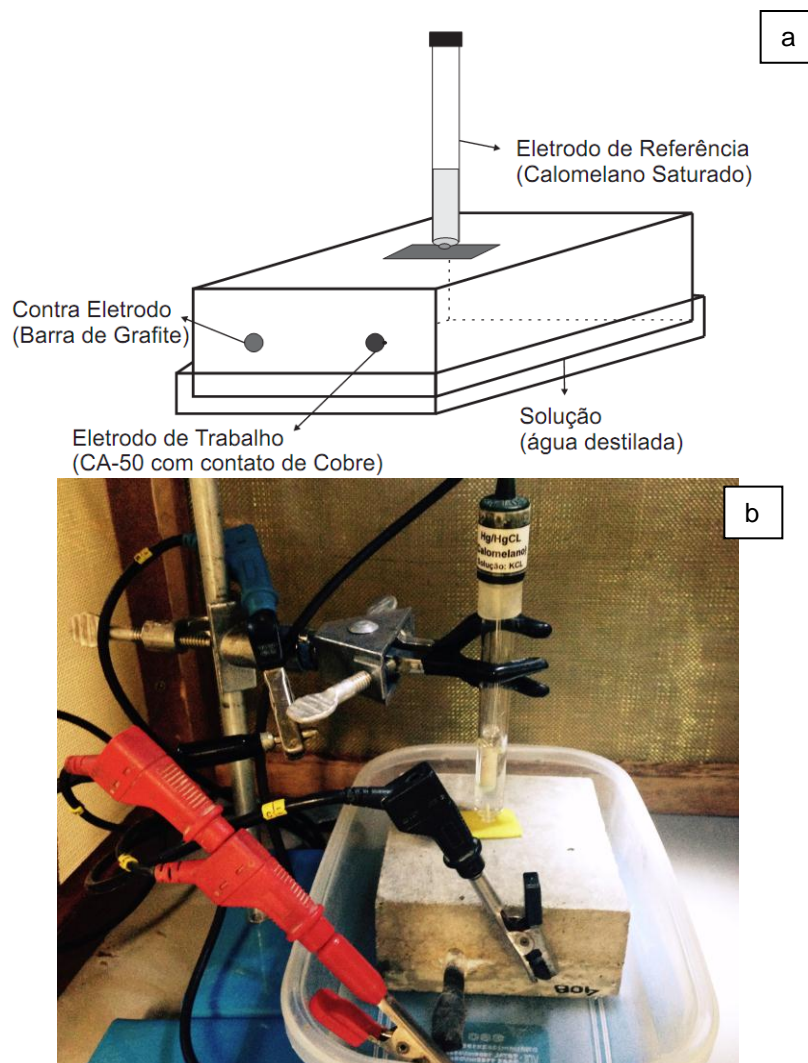 a
Eletrodo de Referência
(Calomelano Saturado)
Contra Eletrodo
(Barra de Grafite)
Solução
(água destilada)
Eletrodo de Trabalho
(CA-50 com contato de Cobre)
b
Hg/HgCL
Calomelano
Solução: KCL
40B